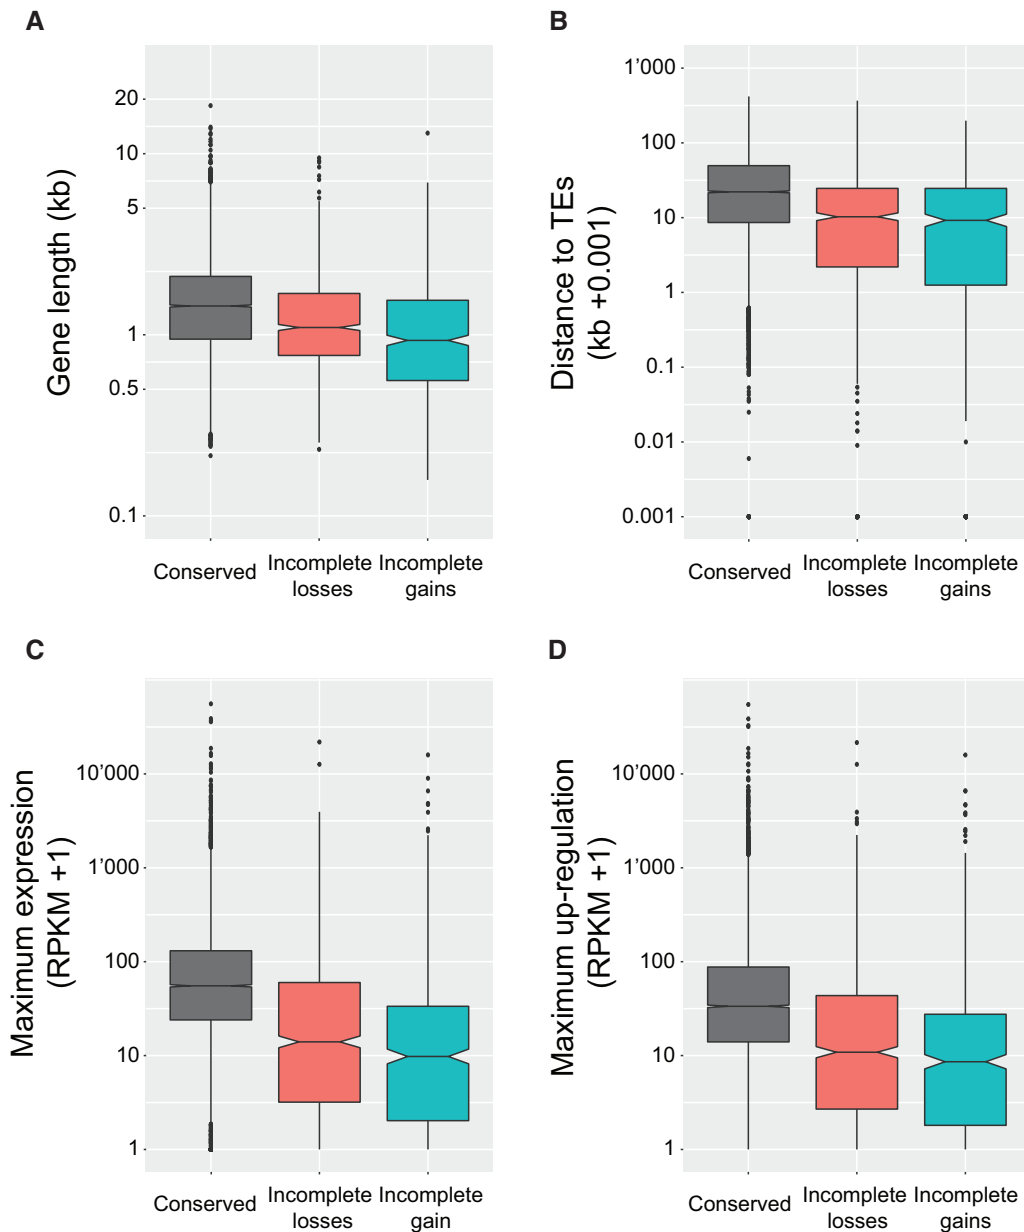 A
Gene length (kb)
20
10
5
1
0.5
0.1
Conserved
Incomplete
losses
Incomplete
gains
B
Distance to TEs
(kb +0.001)
1’000
100
10
1
0.1
0.01
0.001
Conserved
Incomplete
losses
Incomplete
gains
C
Maximum expression
(RPKM +1)
10’000
1’000
100
10
1
Conserved
Incomplete
losses
Incomplete
gain
D
Maximum up-regulation
(RPKM +1)
10’000
1’000
100
10
1
Conserved
Incomplete
losses
Incomplete
gains